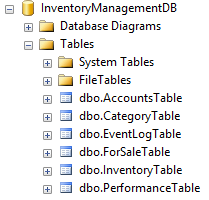 InventoryManagementDB
Database Diagrams
Tables
System Tables
FileTables
dbo.AccountsTable
dbo.CategoryTable
dbo.EventLogTable
dbo.ForSaleTable
dbo.InventoryTable
dbo.PerformanceTable